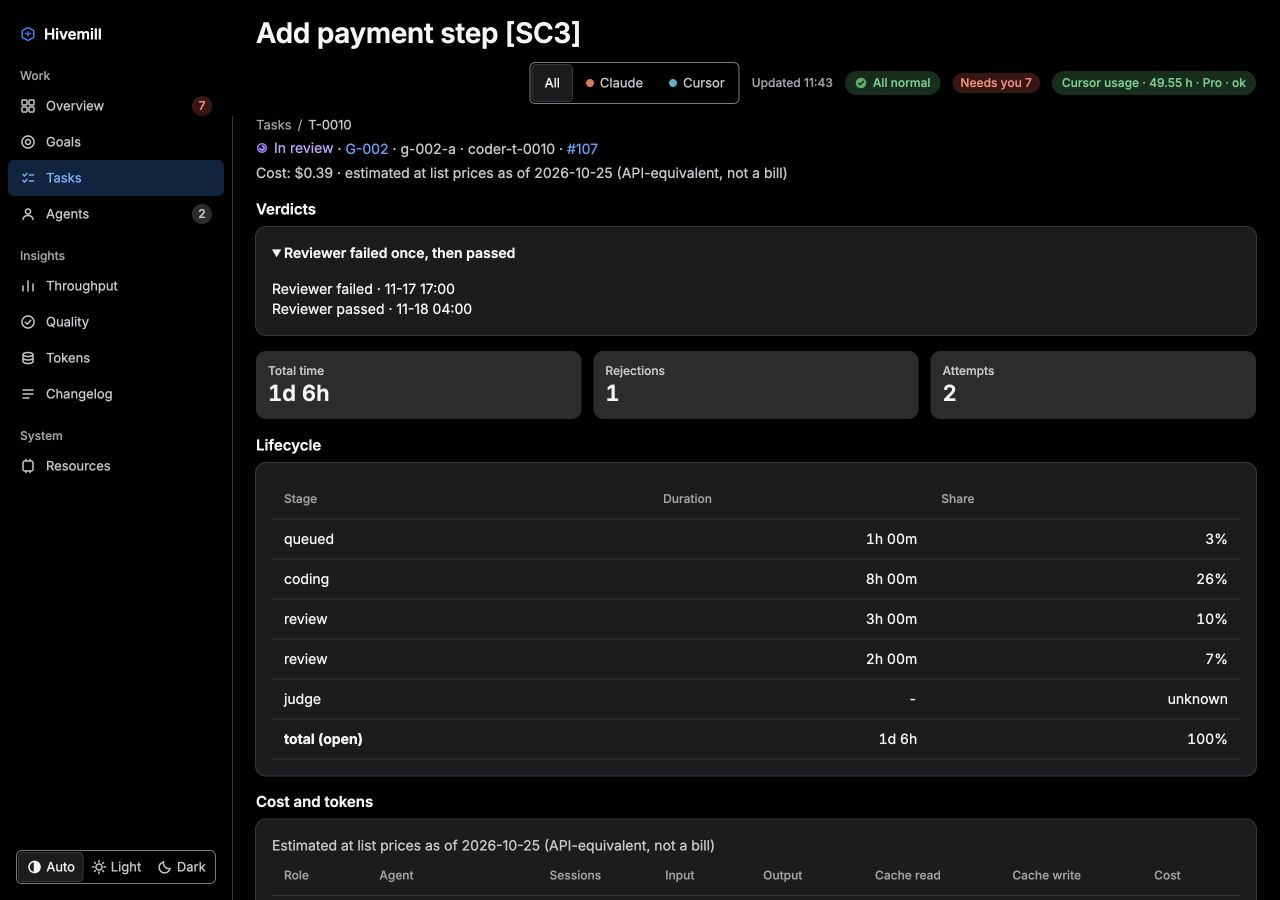 Hivemill
Work
Overview 7
Goals
Tasks
Agents 2
Insights
Throughput
Quality
Tokens
Changelog
System
Resources
Auto Light Dark
Add payment step [SC3]
All Claude Cursor Updated 11:43 All normal Needs you 7 Cursor usage · 49.55 h · Pro · ok
Tasks / T-0010
In review · G-002 · g-002-a · coder-t-0010 · #107
Cost: $0.39 · estimated at list prices as of 2026-10-25 (API-equivalent, not a bill)
Verdicts
▼ Reviewer failed once, then passed
Reviewer failed · 11-17 17:00
Reviewer passed · 11-18 04:00
Total time
1d 6h
Rejections
1
Attempts
2
Lifecycle
Stage Duration Share
queued 1h 00m 3%
coding 8h 00m 26%
review 3h 00m 10%
review 2h 00m 7%
judge - unknown
total (open) 1d 6h 100%
Cost and tokens
Estimated at list prices as of 2026-10-25 (API-equivalent, not a bill)
Role Agent Sessions Input Output Cache read Cache write Cost